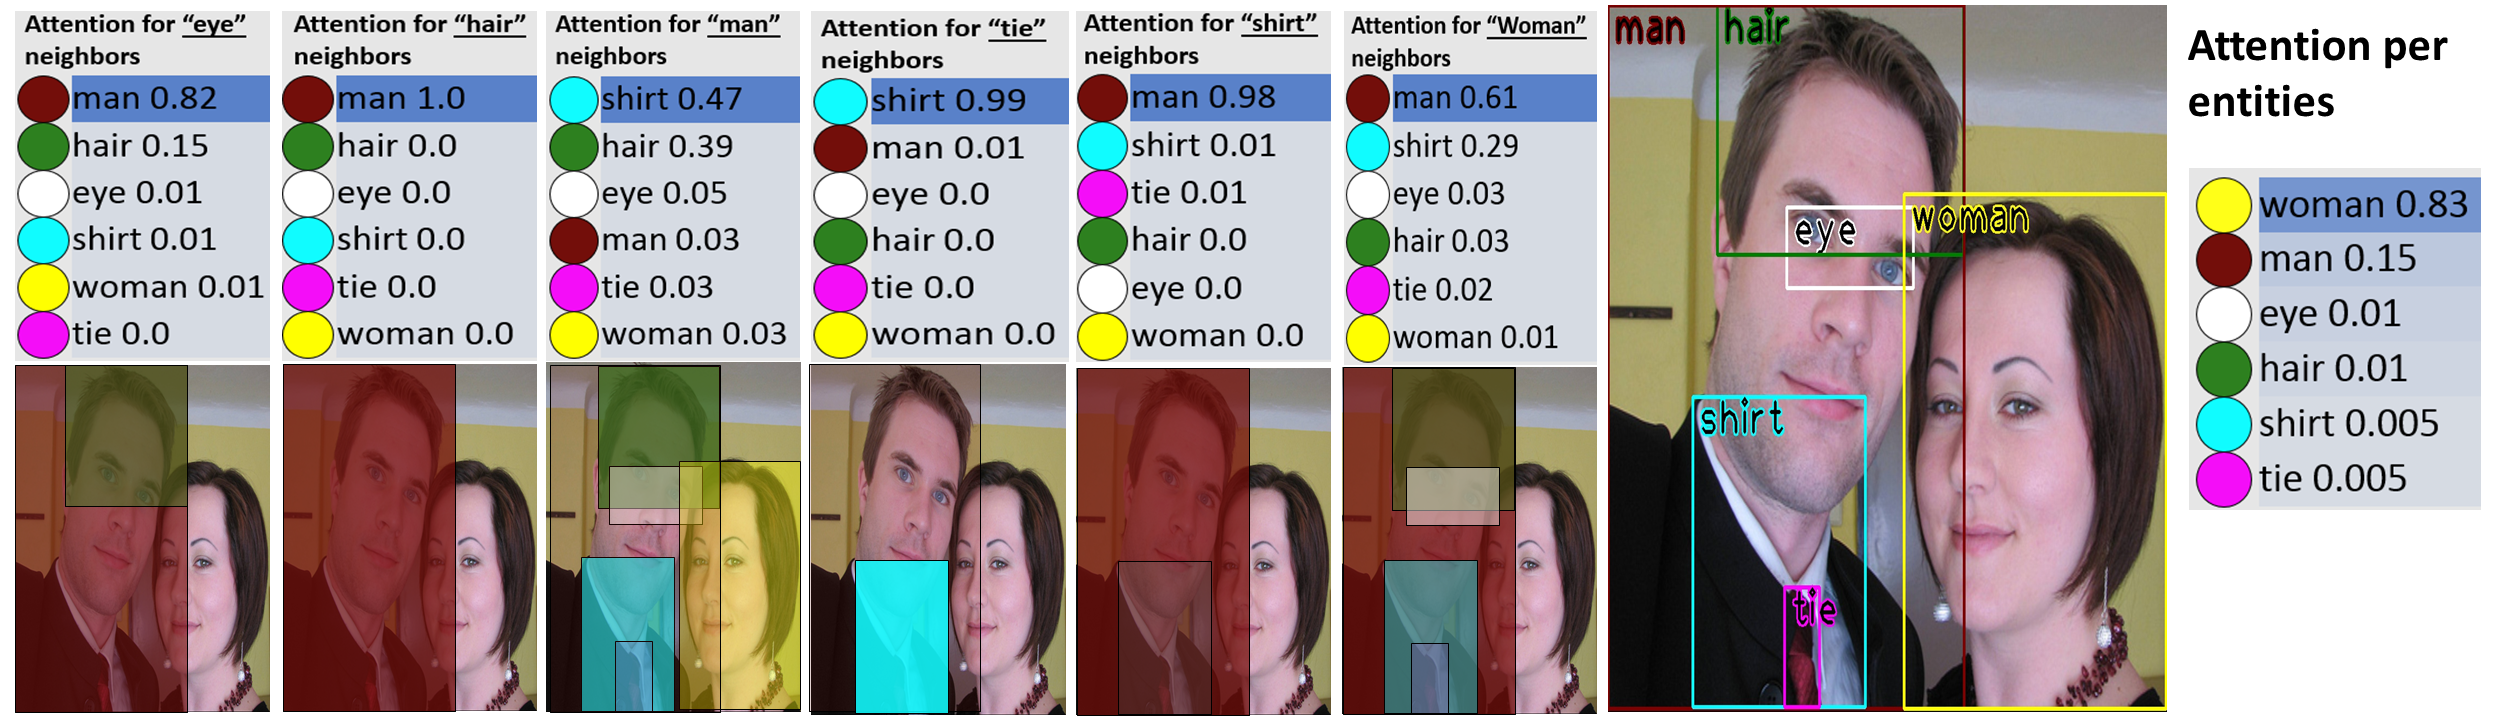 Attention for "eye"
neighbors
man 0.82
hair 0.15
eye 0.01
shirt 0.01
woman 0.01
tie 0.0
Attention for "hair"
neighbors
man 1.0
hair 0.0
eye 0.0
shirt 0.0
tie 0.0
woman 0.0
Attention for "man"
neighbors
shirt 0.47
hair 0.39
eye 0.05
man 0.03
tie 0.03
woman 0.03
Attention for "tie"
neighbors
shirt 0.99
man 0.01
eye 0.0
hair 0.0
tie 0.0
woman 0.0
Attention for "shirt"
neighbors
man 0.98
shirt 0.01
tie 0.01
hair 0.0
eye 0.0
woman 0.0
Attention for "Woman"
neighbors
man 0.61
shirt 0.29
eye 0.03
hair 0.03
tie 0.02
woman 0.01
man hair
eye
woman
shirt
tie
Attention per
entities
woman 0.83
man 0.15
eye 0.01
hair 0.01
shirt 0.005
tie 0.005